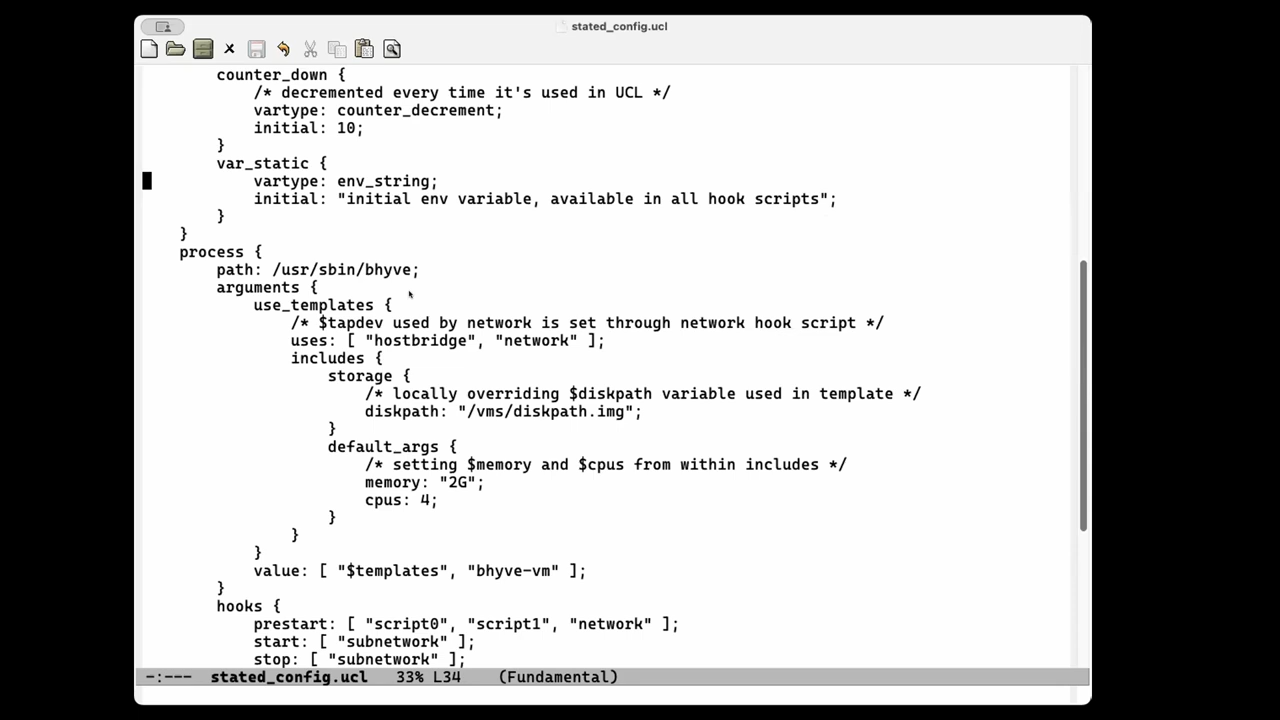 stated_config.ucl
counter_down {
/* decremented every time it's used in UCL */
vartype: counter_decrement;
initial: 10;
}
var_static {
vartype: env_string;
initial: "initial env variable, available in all hook scripts";
}
}
process {
path: /usr/sbin/bhyve;
arguments {
use_templates {
/* $tapdev used by network is set through network hook script */
uses: [ "hostbridge", "network" ];
includes {
storage {
/* locally overriding $diskpath variable used in template */
diskpath: "/vms/diskpath.img";
}
default_args {
/* setting $memory and $cpus from within includes */
memory: "2G";
cpus: 4;
}
}
}
value: [ "$templates", "bhyve-vm" ];
}
hooks {
prestart: [ "script0", "script1", "network" ];
start: [ "subnetwork" ];
stop: [ "subnetwork" ];
-:--- stated_config.ucl 33% L34 (Fundamental)